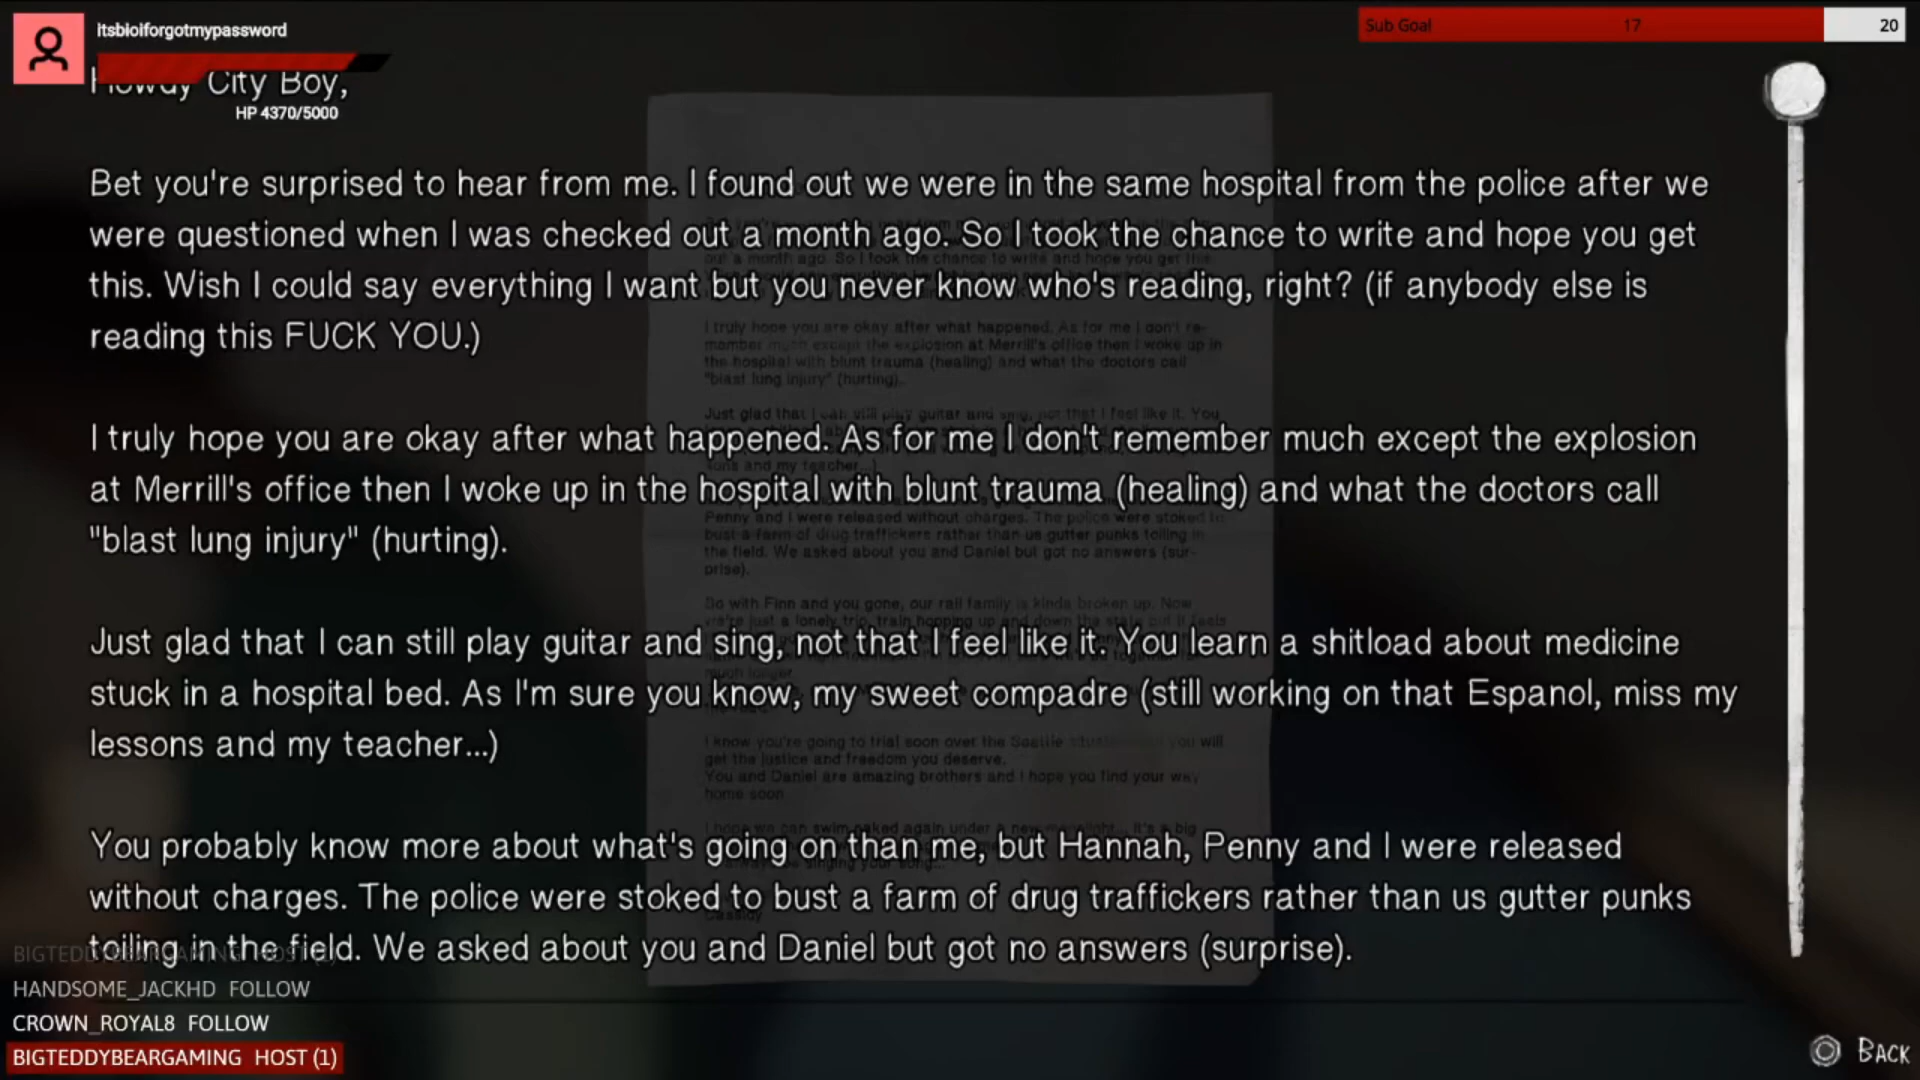 itsbloiforgotmypassword
Sub Goal 17 20
Howdy City Boy,
HP 4370/5000
Bet you're surprised to hear from me. I found out we were in the same hospital from the police after we
were questioned when I was checked out a month ago. So I took the chance to write and hope you get
this. Wish I could say everything I want but you never know who's reading, right? (if anybody else is
reading this FUCK YOU.)
I truly hope you are okay after what happened. As for me I don't remember much except the explosion
at Merrill's office then I woke up in the hospital with blunt trauma (healing) and what the doctors call
"blast lung injury" (hurting).
Just glad that I can still play guitar and sing, not that I feel like it. You learn a shitload about medicine
stuck in a hospital bed. As I'm sure you know, my sweet compadre (still working on that Espanol, miss my
lessons and my teacher...)
You probably know more about what's going on than me, but Hannah, Penny and I were released
without charges. The police were stoked to bust a farm of drug traffickers rather than us gutter punks
toiling in the field. We asked about you and Daniel but got no answers (surprise).
BIGTEDDYBEARGAMING HOST (1)
HANDSOME_JACKHD FOLLOW
CROWN_ROYAL8 FOLLOW
BIGTEDDYBEARGAMING HOST (1)
BACK